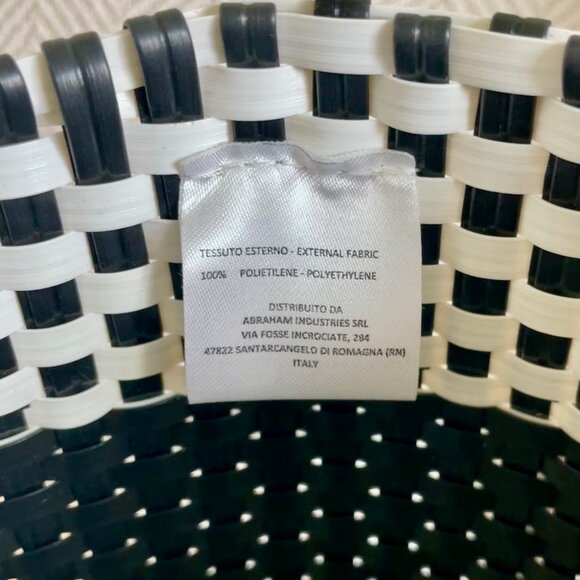 TESSUTO ESTERNO - EXTERNAL FABRIC
100% POLIETILENE - POLYETHYLENE
DISTRIBUITO DA
ABRAHAM INDUSTRIES SRL
VIA FOSSE INCROCIATE, 284
47822 SANTARCANGELO DI ROMAGNA (RN)
ITALY